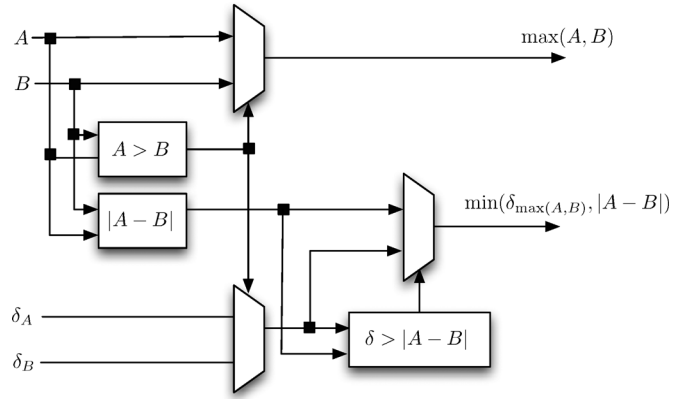 A
max(A, B)
B
A > B
|A − B|
min(δ_max(A,B), |A − B|)
δ_A
δ > |A − B|
δ_B